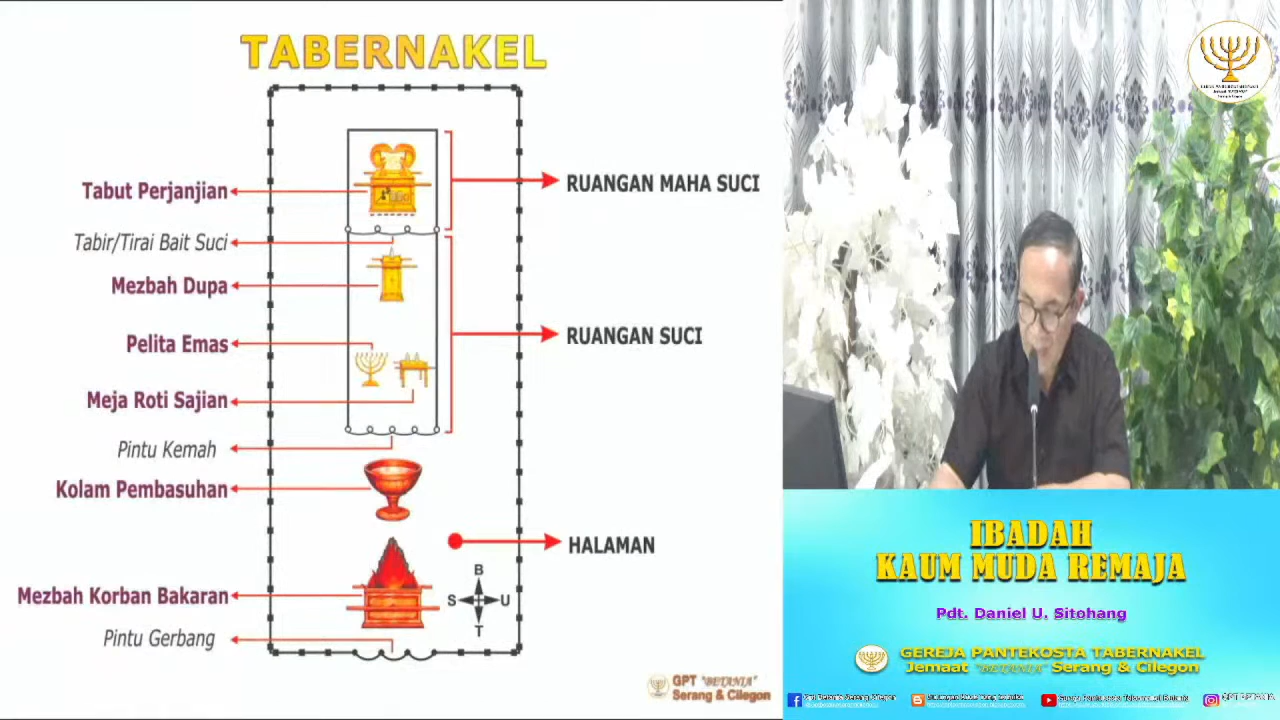 TABERNAKEL
Tabut Perjanjian
RUANGAN MAHA SUCI
Tabir/Tirai Bait Suci
Mezbah Dupa
Pelita Emas
RUANGAN SUCI
Meja Roti Sajian
Pintu Kemah
Kolam Pembasuhan
HALAMAN
B
S U
T
Mezbah Korban Bakaran
Pintu Gerbang
GPT "BETANIA"
Serang & Cilegon
IBADAH
KAUM MUDA REMAJA
Pdt. Daniel U. Sitohang
GEREJA PANTEKOSTA TABERNAKEL
Jemaat "BETANIA" Serang & Cilegon